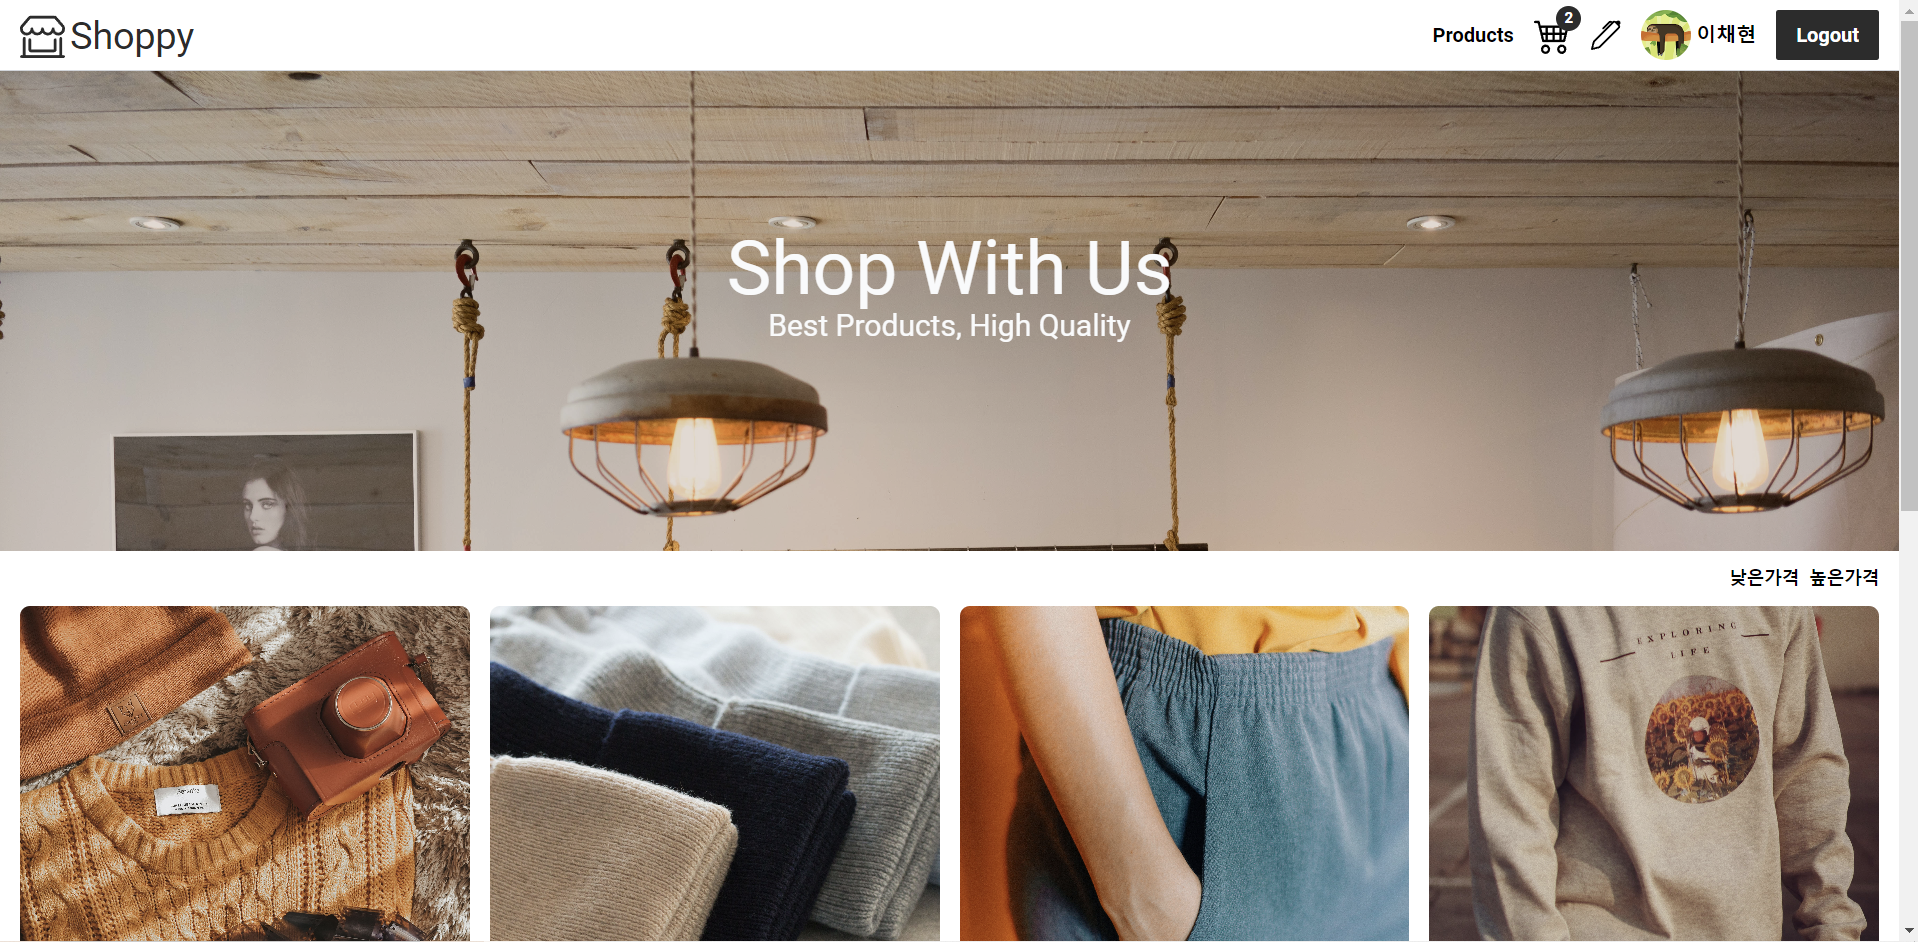 Shoppy
Products
2
이채현
Logout
Shop With Us
Best Products, High Quality
낮은가격 높은가격
EXPLORING
LIFE